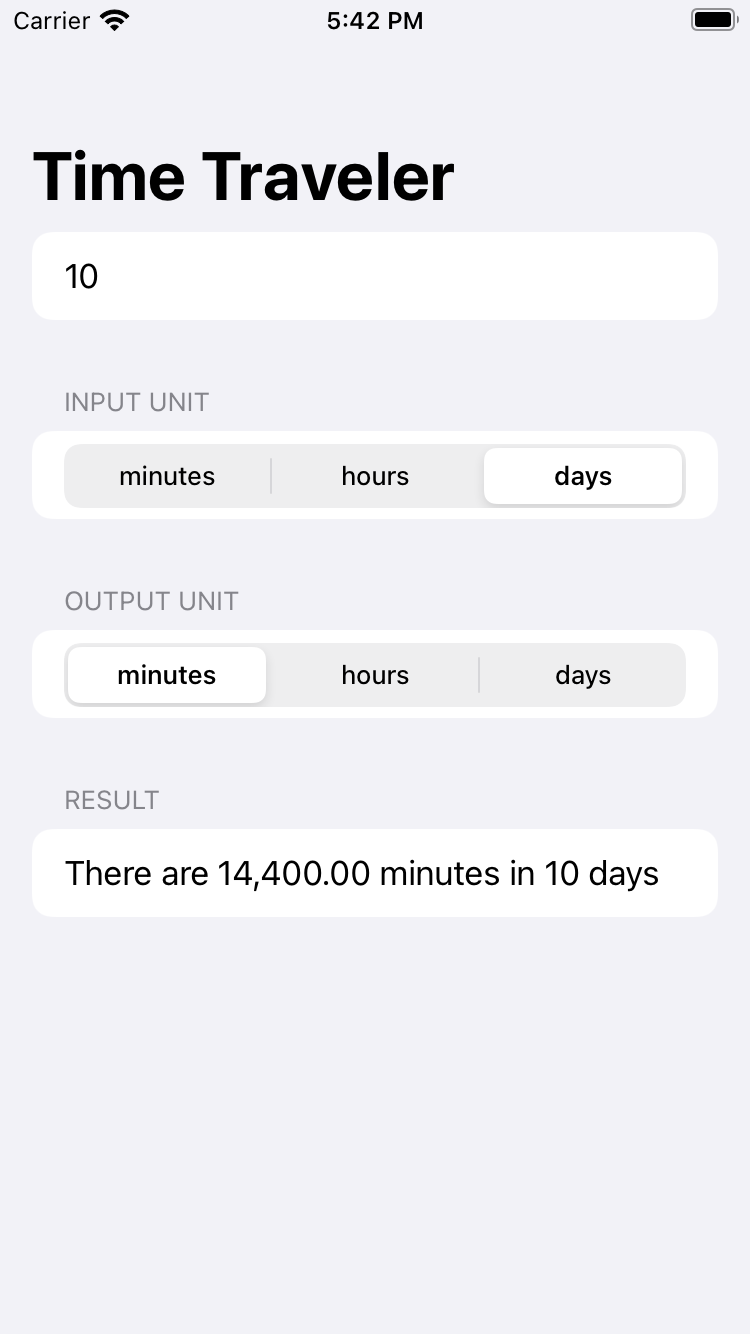 Carrier 5:42 PM
Time Traveler
10
INPUT UNIT
minutes hours days
OUTPUT UNIT
minutes hours days
RESULT
There are 14,400.00 minutes in 10 days